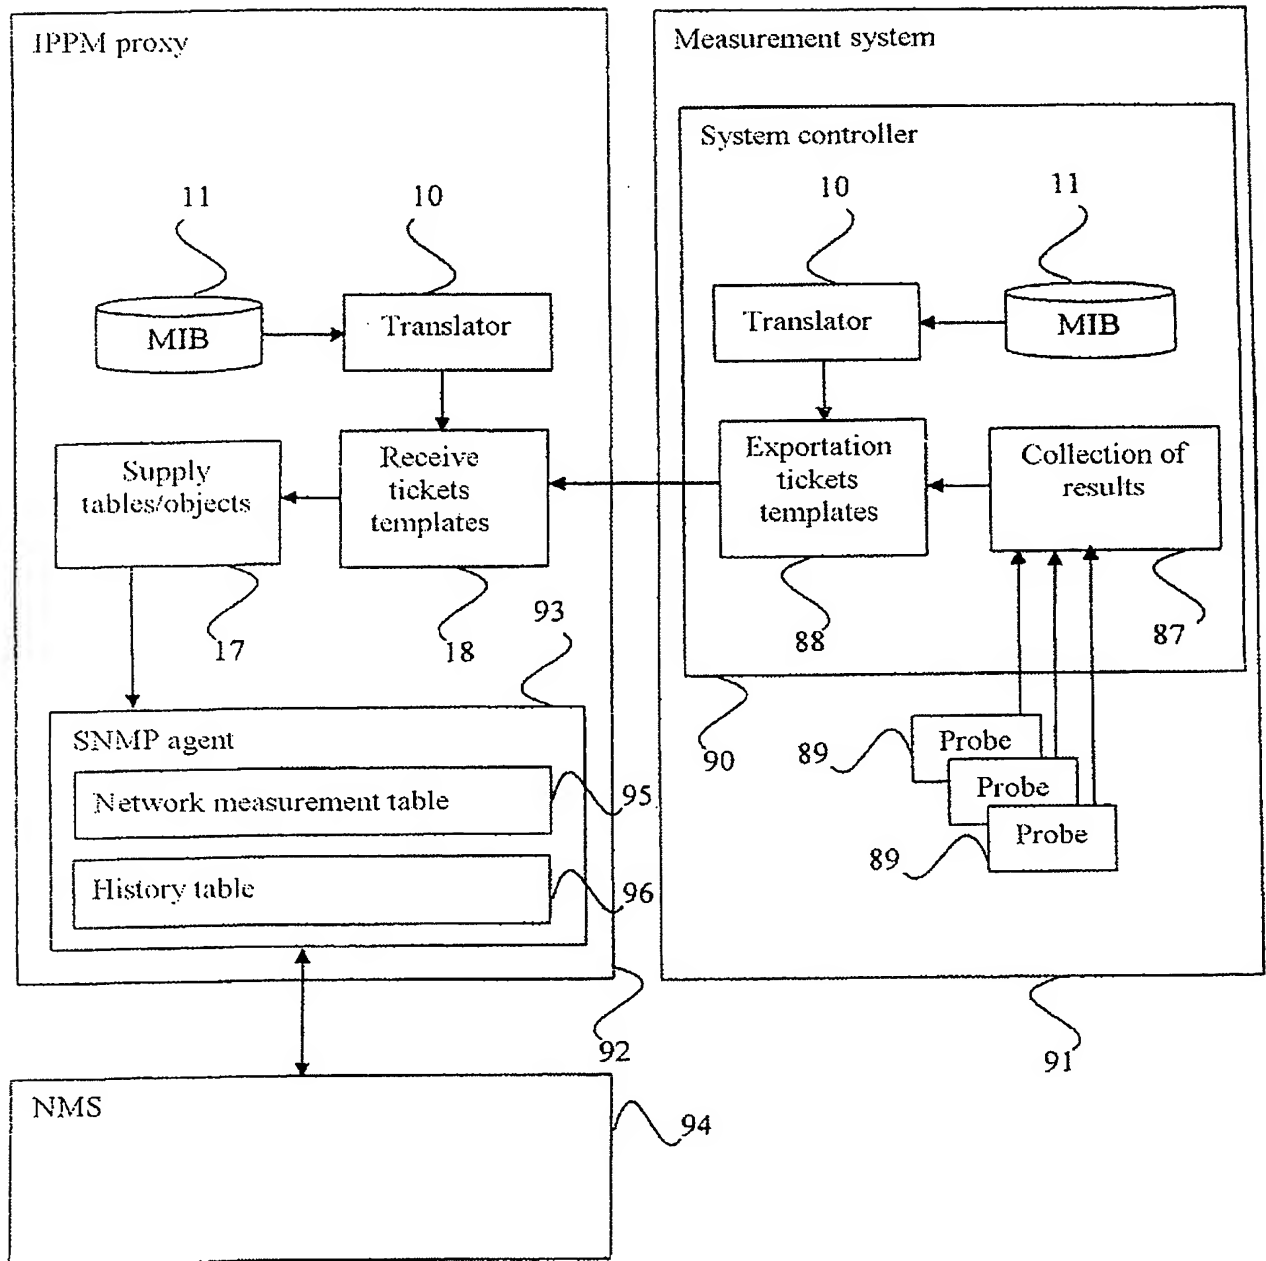 IPPM proxy
11
10
MIB
Translator
Supply
tables/objects
Receive
tickets
templates
17
18
93
SNMP agent
Network measurement table
95
History table
96
92
NMS
94
Measurement system
System controller
10
11
Translator
MIB
Exportation
tickets
templates
Collection of
results
88
87
90
89
Probe
Probe
89
Probe
91